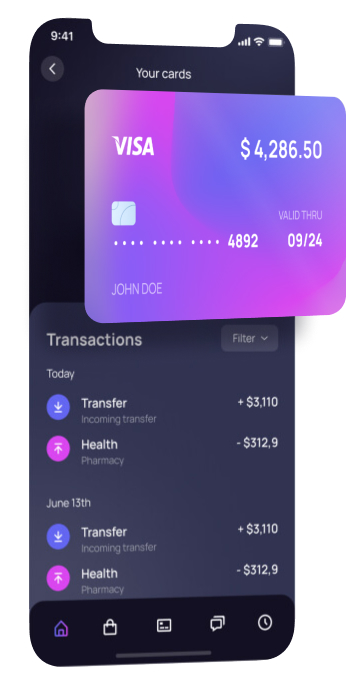 9:41
Your cards
VISA
$ 4,286.50
VALID THRU
•••• •••• •••• 4892 09/24
JOHN DOE
Transactions
Filter
Today
Transfer + $3,110
Incoming transfer
Health - $312,9
Pharmacy
June 13th
Transfer + $3,110
Incoming transfer
Health - $312,9
Pharmacy